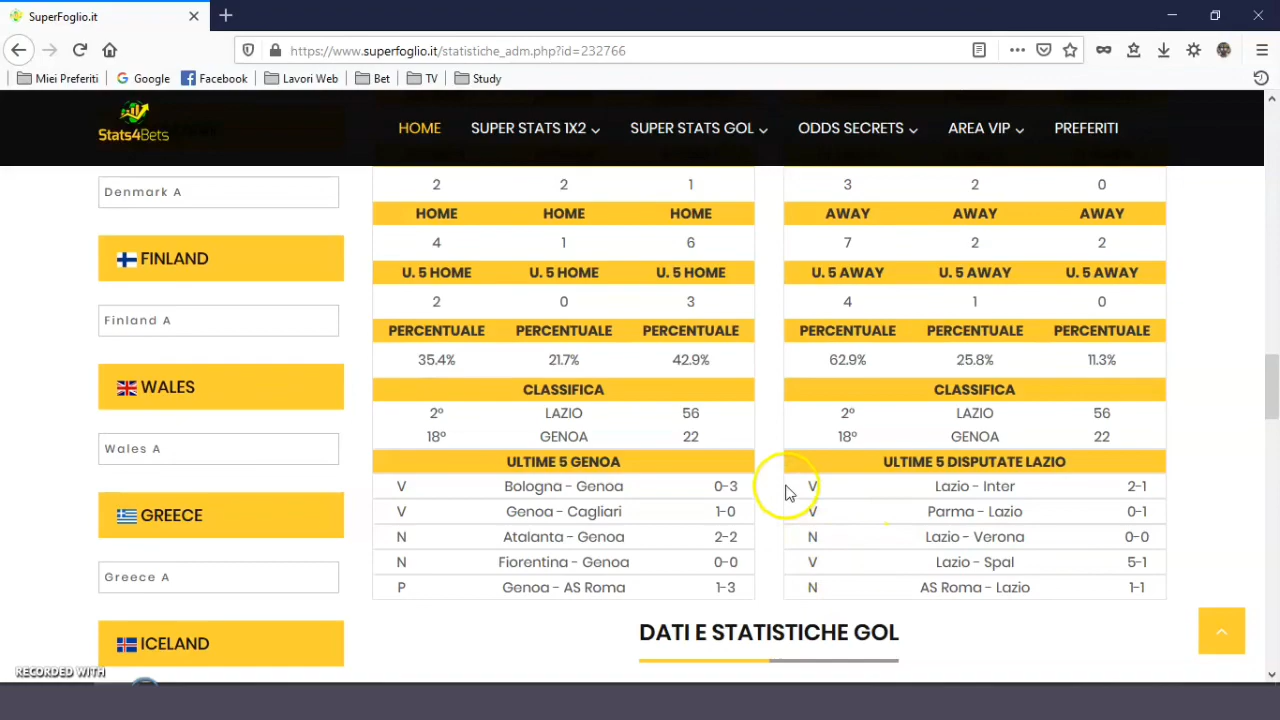 SuperFoglio.it
https://www.superfoglio.it/statistiche_adm.php?id=232766
Miei Preferiti Google Facebook Lavori Web Bet TV Study
Stats4Bets
HOME SUPER STATS 1X2 SUPER STATS GOL ODDS SECRETS AREA VIP PREFERITI
Denmark A
FINLAND
Finland A
WALES
Wales A
GREECE
Greece A
ICELAND
2 2 1
HOME HOME HOME
4 1 6
U. 5 HOME U. 5 HOME U. 5 HOME
2 0 3
PERCENTUALE PERCENTUALE PERCENTUALE
35.4% 21.7% 42.9%
CLASSIFICA
2° LAZIO 56
18° GENOA 22
ULTIME 5 GENOA
V Bologna - Genoa 0-3
V Genoa - Cagliari 1-0
N Atalanta - Genoa 2-2
N Fiorentina - Genoa 0-0
P Genoa - AS Roma 1-3
3 2 0
AWAY AWAY AWAY
7 2 2
U. 5 AWAY U. 5 AWAY U. 5 AWAY
4 1 0
PERCENTUALE PERCENTUALE PERCENTUALE
62.9% 25.8% 11.3%
CLASSIFICA
2° LAZIO 56
18° GENOA 22
ULTIME 5 DISPUTATE LAZIO
V Lazio - Inter 2-1
V Parma - Lazio 0-1
N Lazio - Verona 0-0
V Lazio - Spal 5-1
N AS Roma - Lazio 1-1
DATI E STATISTICHE GOL
RECORDED WITH